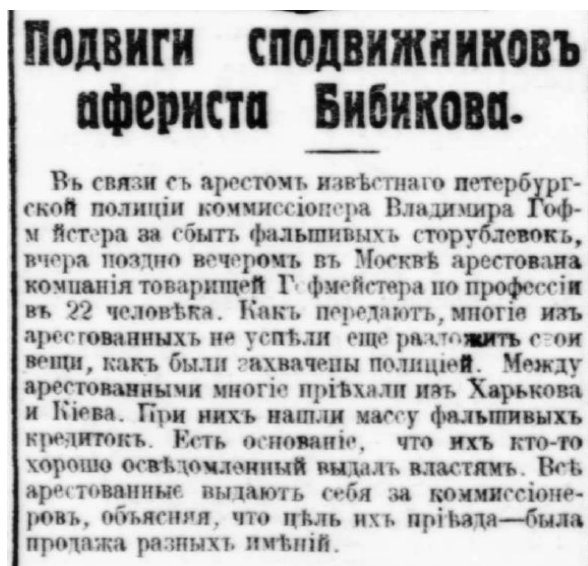 Подвиги сподвижниковъ
афериста Бибикова.
Въ связи съ арестомъ извѣстнаго петербург-
ской полиціи коммиссіонера Владимира Гоф-
м йстера за сбыть фальшивыхъ сторублевокъ,
вчера поздно вечеромъ въ Москвѣ арестована
компанія товарищей Г фмейстера по профессіи
въ 22 человѣка. Какъ передаютъ, многіе изъ
арестованныхъ не успѣли еще разложить свои
вещи, какъ были захвачены полиціей. Между
арестованными многіе пріѣхали изъ Харькова
и Кіева. При нихъ нашли массу фальшивыхъ
кредитокъ. Есть основаніе, что ихъ кто-то
хорошо освѣдомленный выдалъ властямъ. Всѣ
арестованные выдаютъ себя за коммиссіоне-
ровъ, объясняя, что цѣль ихъ пріѣзда—была
продажа разныхъ имѣній.